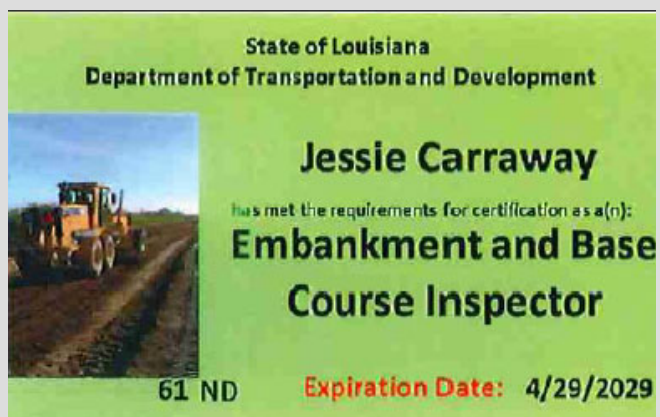 State of Louisiana
Department of Transportation and Development
Jessie Carraway
has met the requirements for certification as a(n):
Embankment and Base
Course Inspector
61 ND
Expiration Date: 4/29/2029